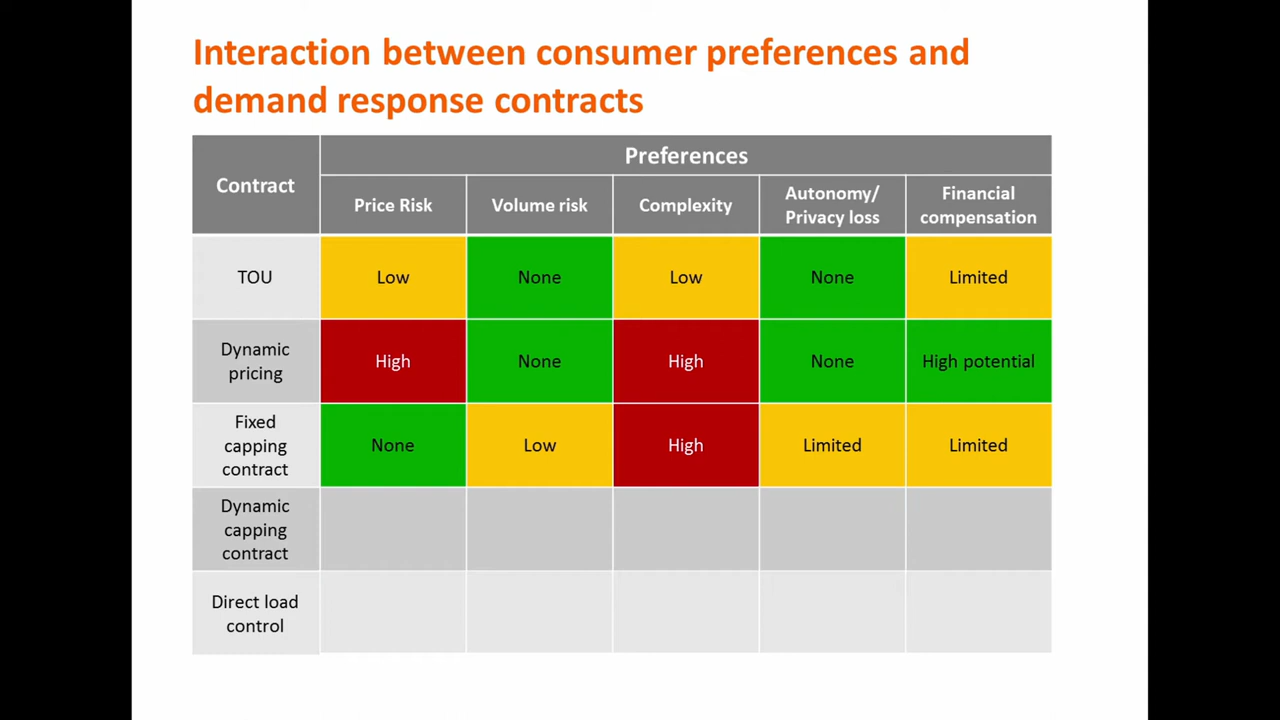 Interaction between consumer preferences and
demand response contracts
Contract
Preferences
Price Risk
Volume risk
Complexity
Autonomy/
Privacy loss
Financial
compensation
TOU
Low
None
Low
None
Limited
Dynamic
pricing
High
None
High
None
High potential
Fixed
capping
contract
None
Low
High
Limited
Limited
Dynamic
capping
contract
Direct load
control